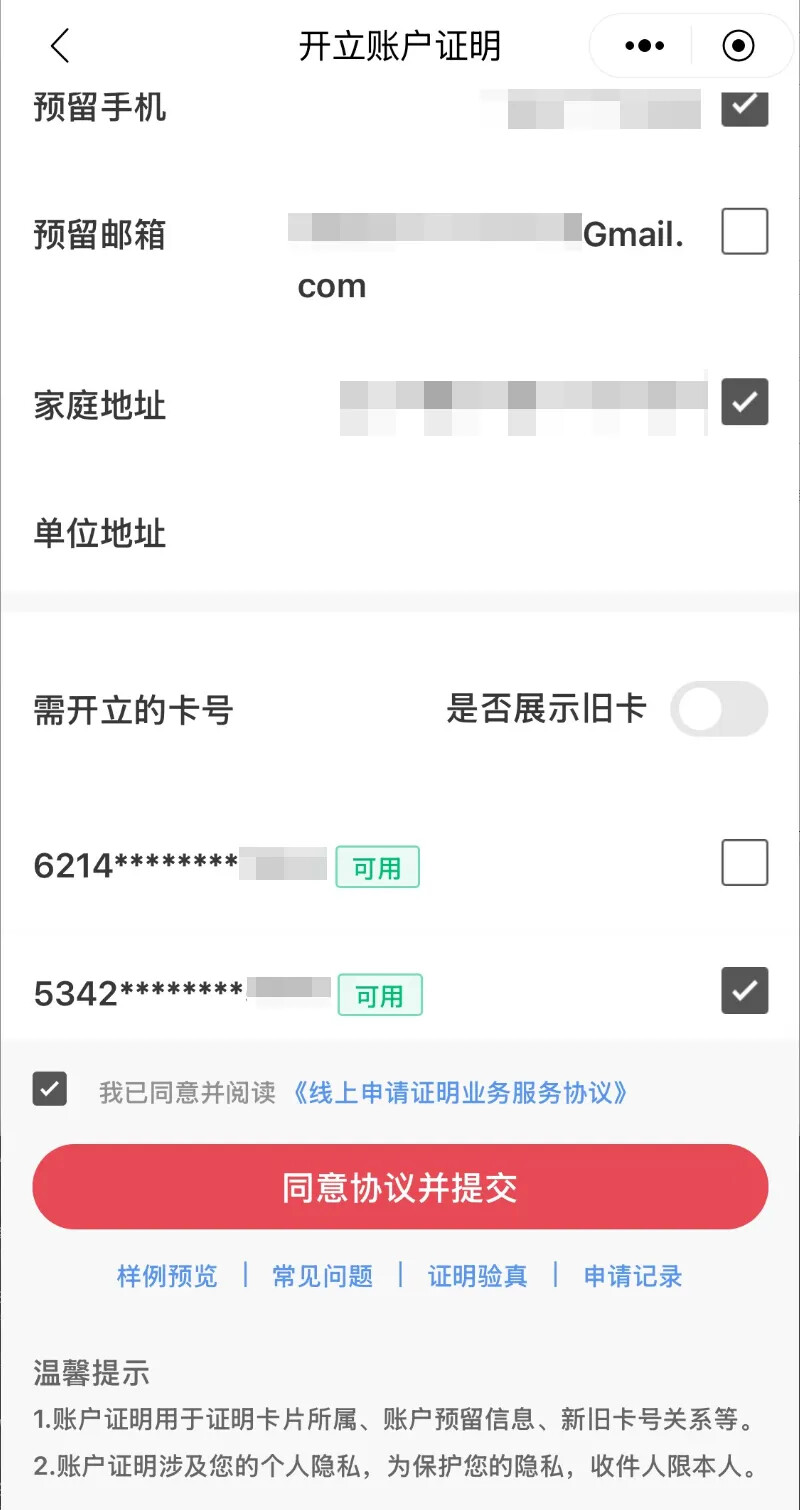 开立账户证明
预留手机
预留邮箱 Gmail.
com
家庭地址
单位地址
需开立的卡号 是否展示旧卡
6214******** 可用
5342******** 可用
我已同意并阅读《线上申请证明业务服务协议》
同意协议并提交
样例预览 | 常见问题 | 证明验真 | 申请记录
温馨提示
1.账户证明用于证明卡片所属、账户预留信息、新旧卡号关系等。
2.账户证明涉及您的个人隐私，为保护您的隐私，收件人限本人。